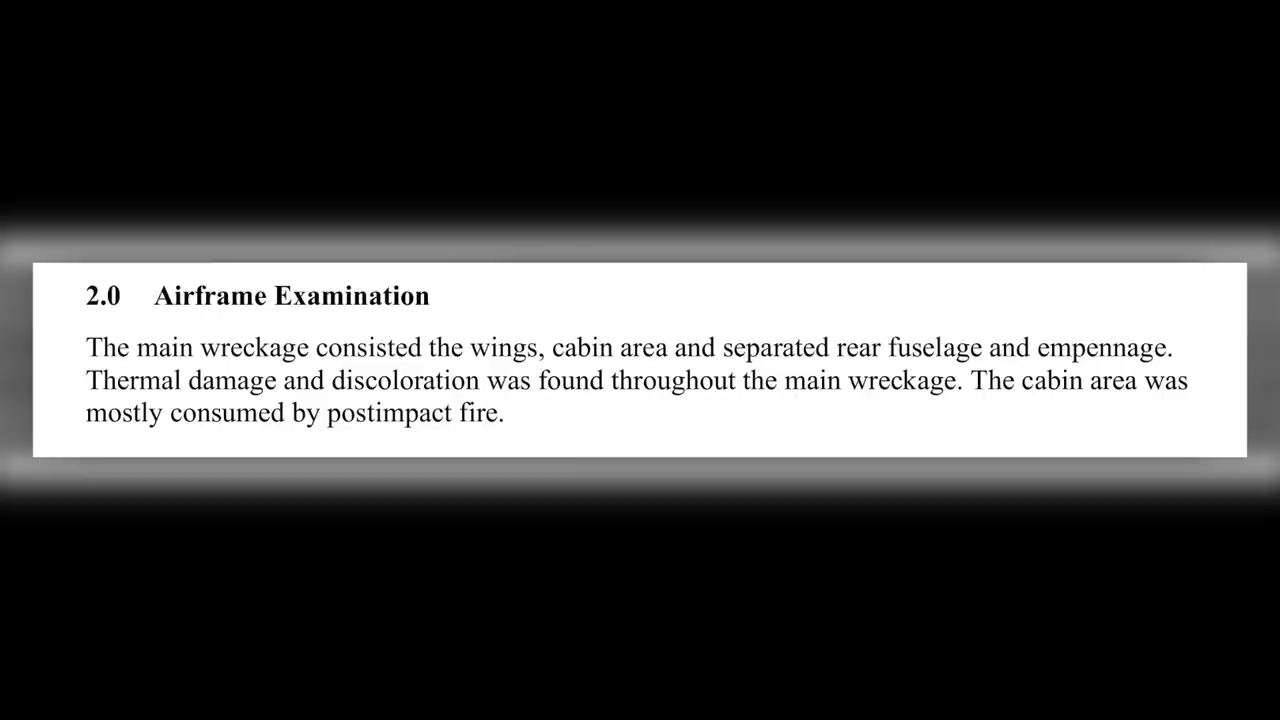 2.0 Airframe Examination
The main wreckage consisted the wings, cabin area and separated rear fuselage and empennage.
Thermal damage and discoloration was found throughout the main wreckage. The cabin area was
mostly consumed by postimpact fire.